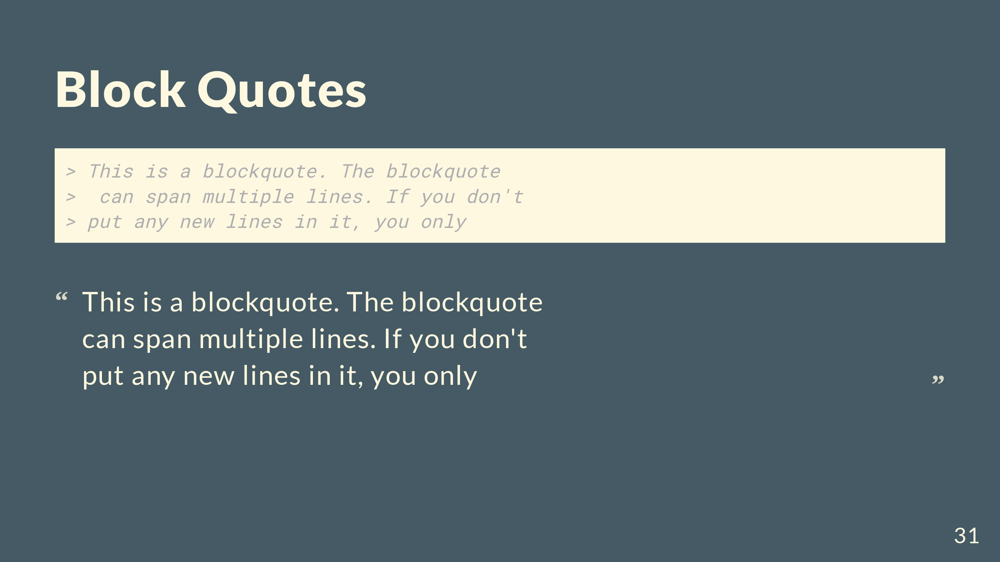 Block Quotes
> This is a blockquote. The blockquote
>  can span multiple lines. If you don't
> put any new lines in it, you only
“ This is a blockquote. The blockquote
can span multiple lines. If you don't
put any new lines in it, you only ”
31